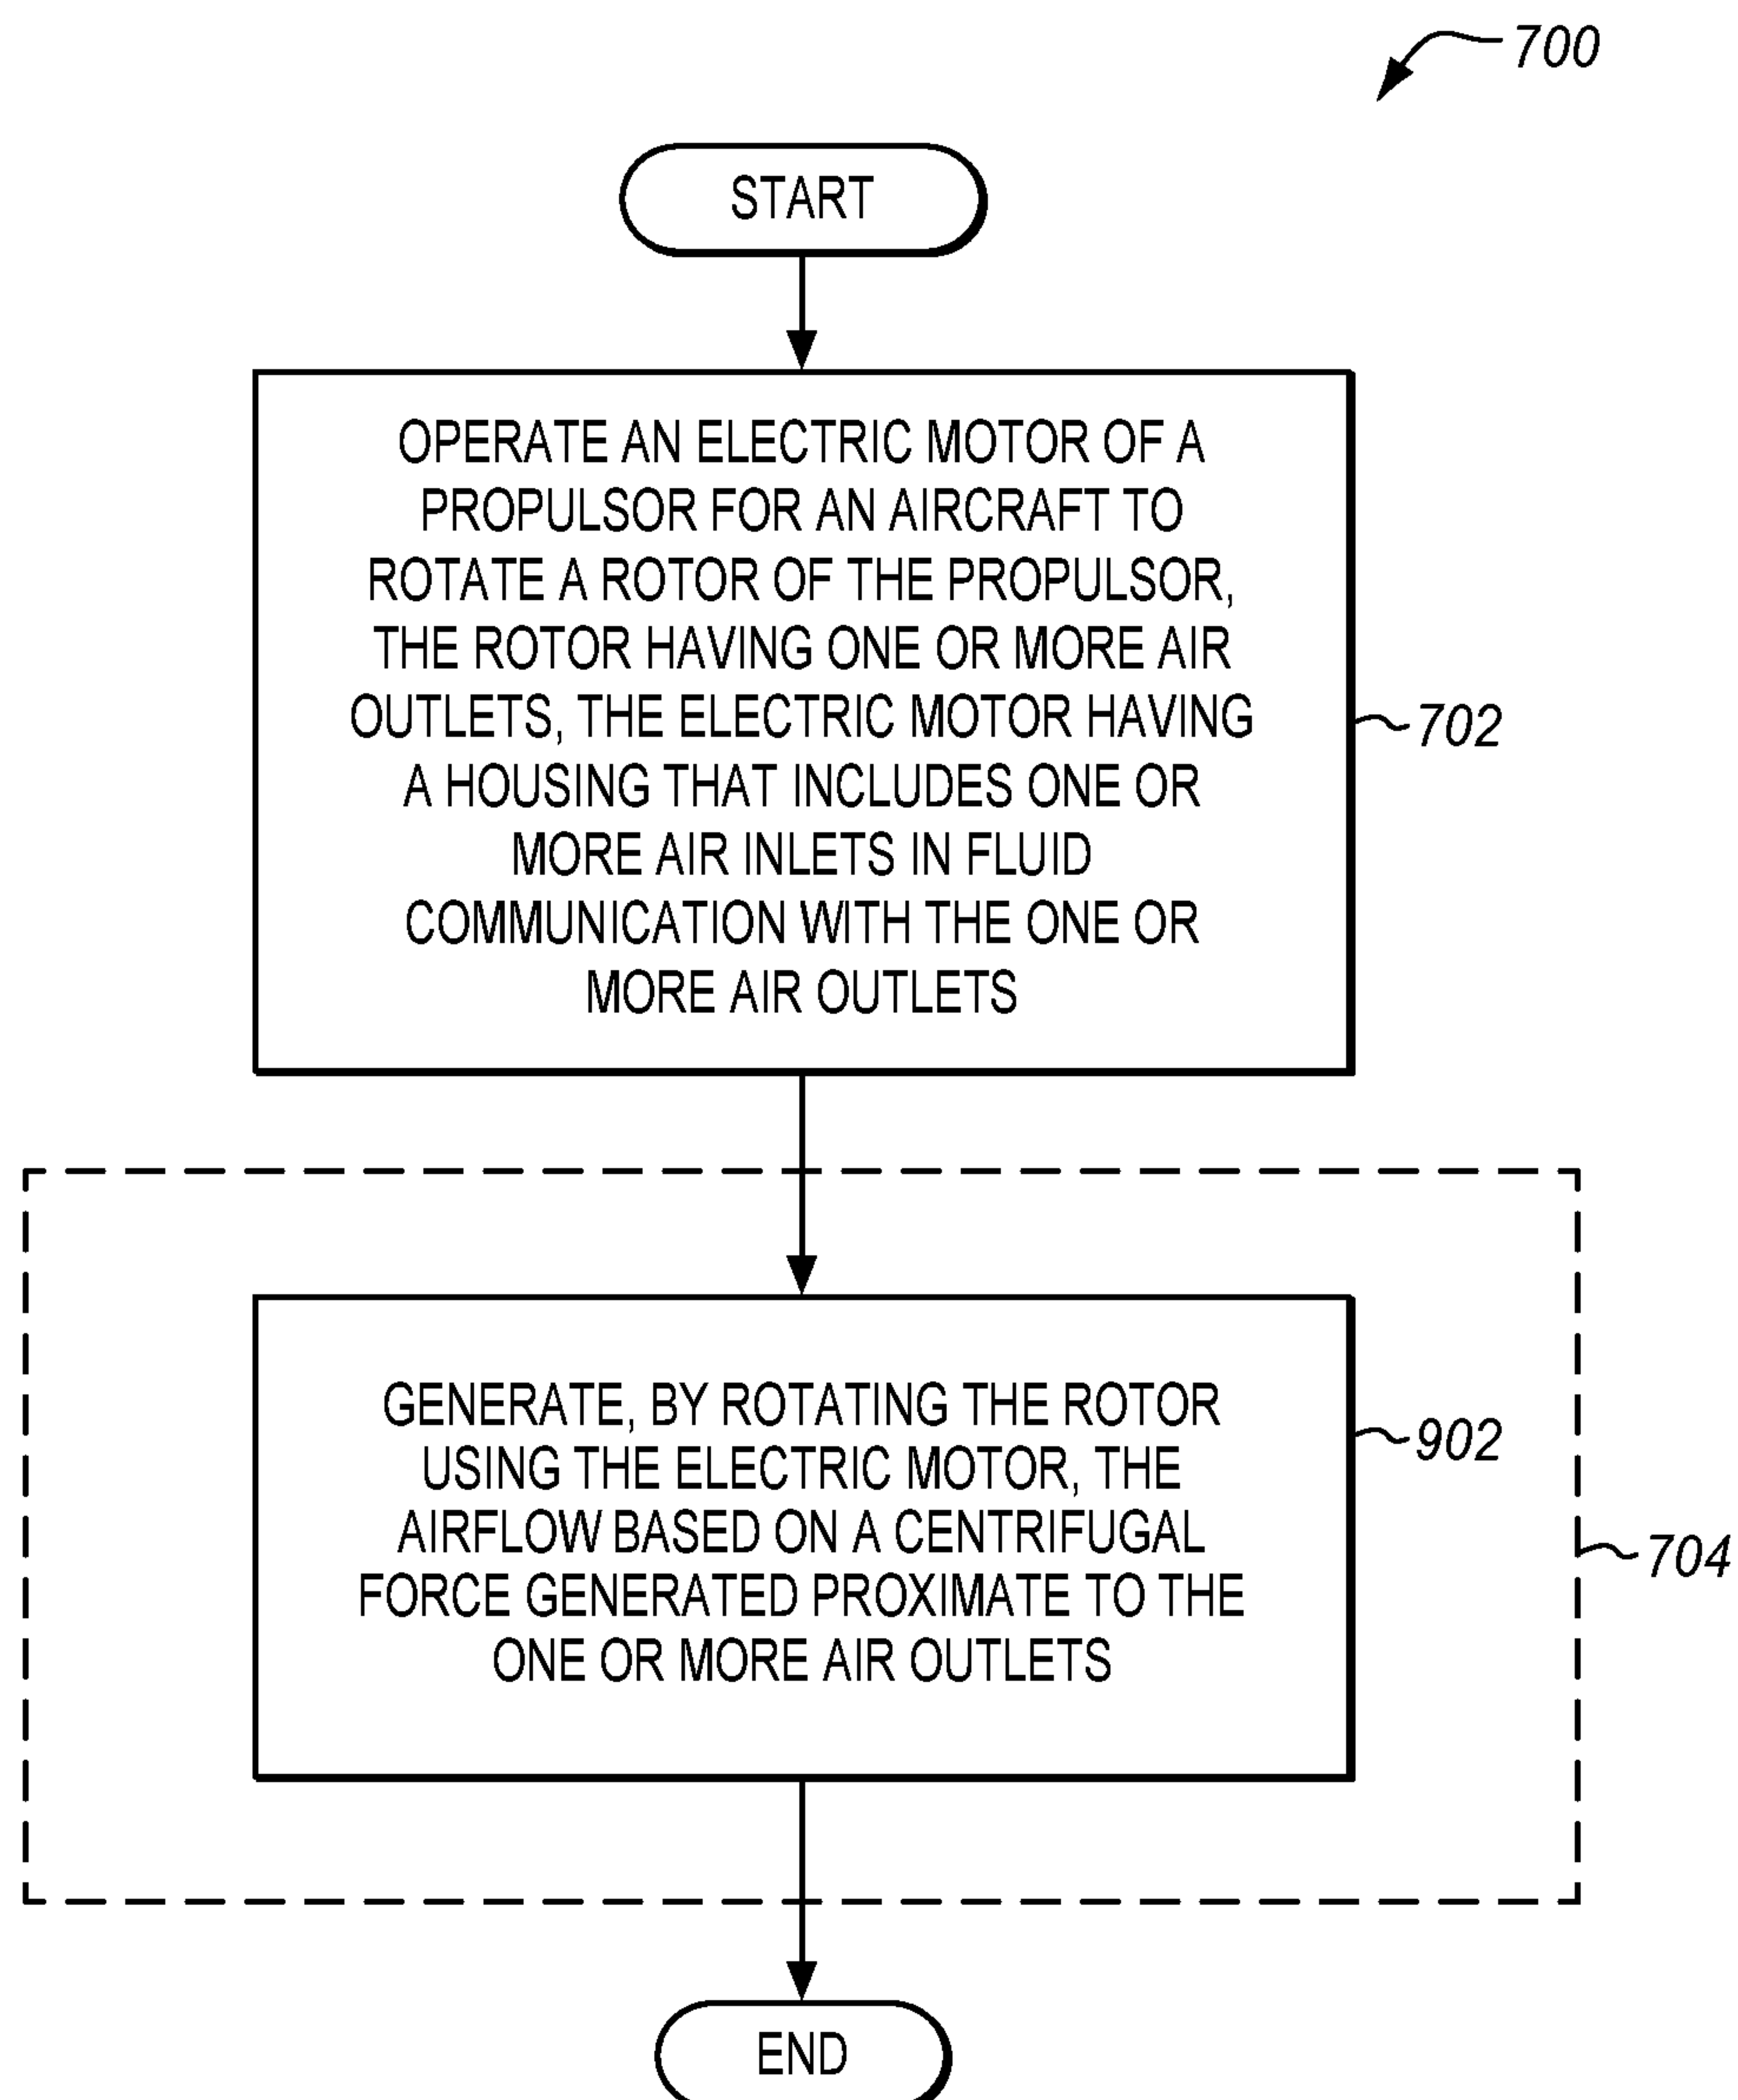 700
START
OPERATE AN ELECTRIC MOTOR OF A
PROPULSOR FOR AN AIRCRAFT TO
ROTATE A ROTOR OF THE PROPULSOR,
THE ROTOR HAVING ONE OR MORE AIR
OUTLETS, THE ELECTRIC MOTOR HAVING
A HOUSING THAT INCLUDES ONE OR
MORE AIR INLETS IN FLUID
COMMUNICATION WITH THE ONE OR
MORE AIR OUTLETS
702
GENERATE, BY ROTATING THE ROTOR
USING THE ELECTRIC MOTOR, THE
AIRFLOW BASED ON A CENTRIFUGAL
FORCE GENERATED PROXIMATE TO THE
ONE OR MORE AIR OUTLETS
902
704
END